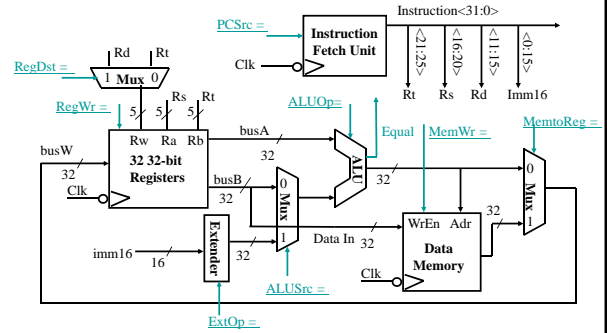 Instruction<31:0>
PCSrc =
Instruction
Fetch Unit
Clk
<21:25>
<16:20>
<11:15>
<0:15>
Rt
Rs
Rd
Imm16
Rd
Rt
RegDst =
1 Mux 0
RegWr =
5
5
5
Rs
Rt
Rw Ra Rb
32 32-bit
Registers
busW
32
Clk
busA
32
busB
32
ALUOp=
ALU
Equal
MemWr =
MemtoReg =
32
0
Mux
1
0
Mux
1
32
WrEn Adr
Data
Memory
Data In
32
Clk
imm16
16
Extender
32
ALUSrc =
ExtOp =